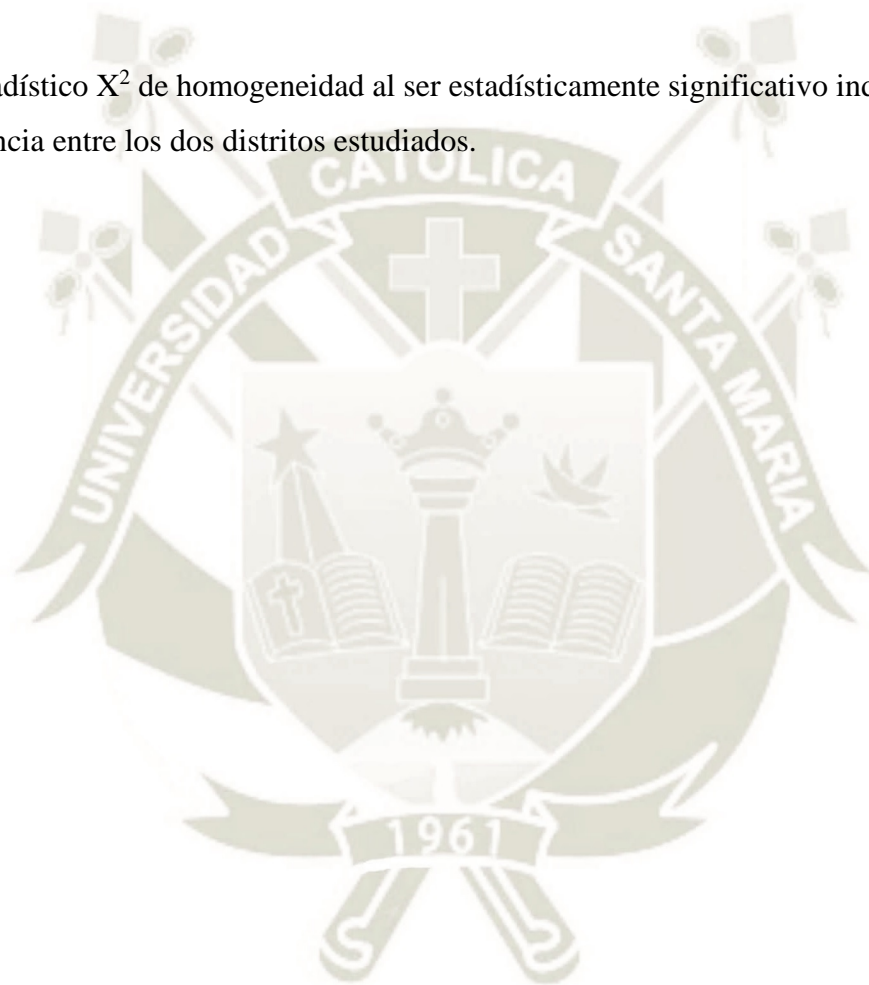 adístico X² de homogeneidad al ser estadísticamente significativo
ncia entre los dos distritos estudiados.
UNIVERSIDAD CATOLICA SANTA MARIA
1961